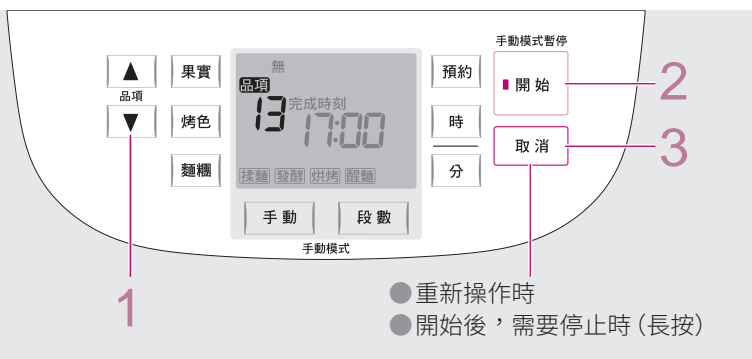 手動模式暫停
▲
果實
無
預約
開始
2
品項
品項
13
完成時刻
17:00
▼
烤色
時
取消
3
麵糰
揉麵 發酵 烘烤 醒麵
分
手動
段數
手動模式
1
●重新操作時
●開始後，需要停止時（長按）